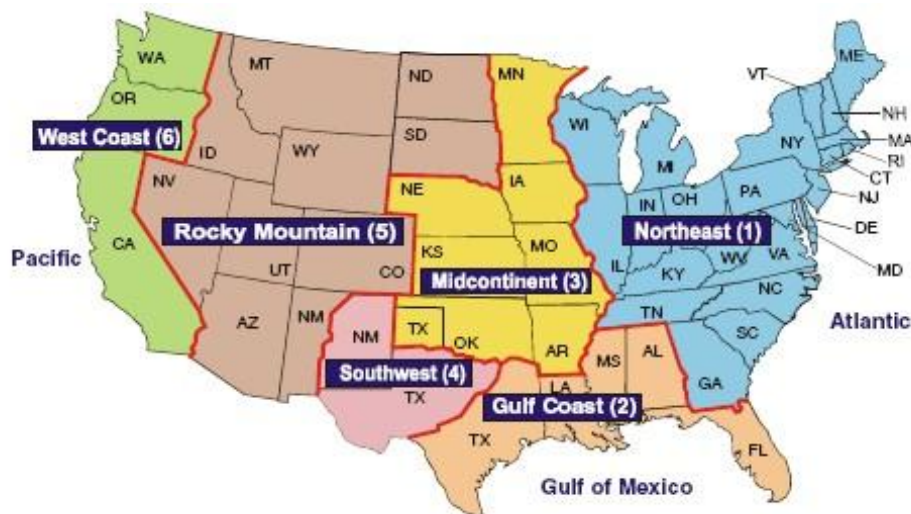 WA
MT
ND
MN
ME
VT
OR
NH
WI
SD
MA
NY
West Coast (6)
ID
WY
MI
RI
CT
NV
NE
IA
PA
NJ
IN
OH
DE
Rocky Mountain (5)
Northeast (1)
CA
KS
MO
Pacific
UT
CO
Midcontinent (3)
IL
WV
VA
KY
MD
NC
NM
TN
Atlantic
AZ
NM
TX
OK
AR
MS
AL
SC
Southwest (4)
GA
TX
LA
Gulf Coast (2)
TX
FL
Gulf of Mexico